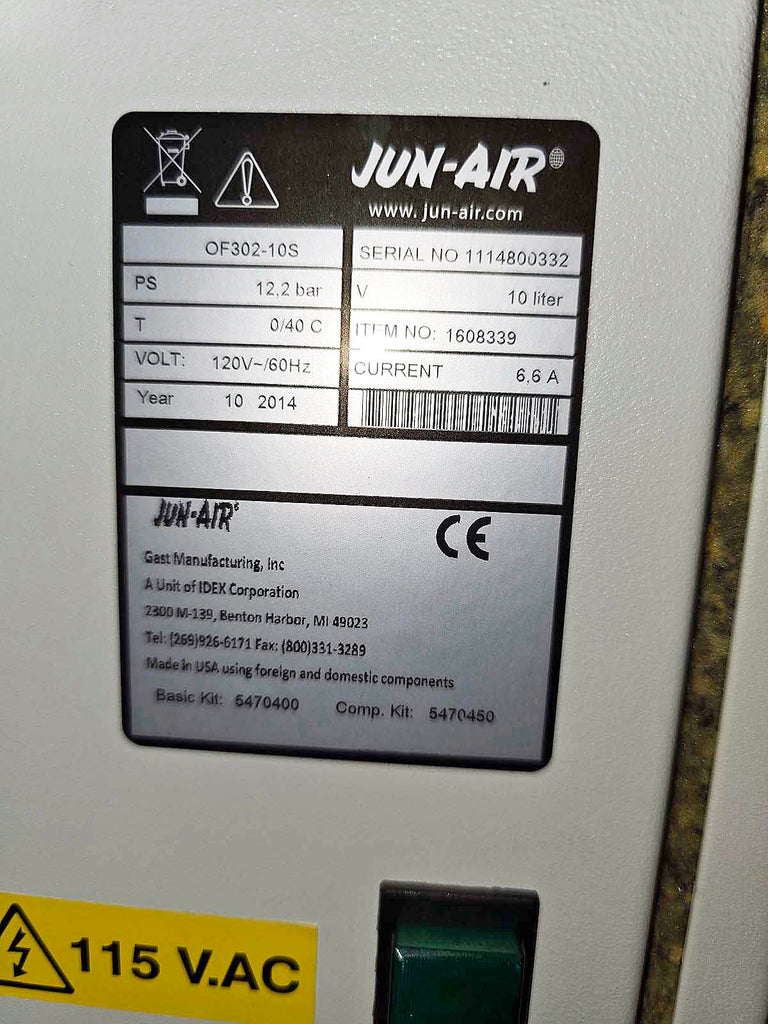 JUN-AIR®
www.jun-air.com
OF302-10S
SERIAL NO 1114800332
PS 12,2 bar
V 10 liter
T 0/40 C
ITEM NO: 1608339
VOLT: 120V~/60Hz
CURRENT 6,6 A
Year 10 2014
JUN-AIR®
CE
Gast Manufacturing, Inc
A Unit of IDEX Corporation
2300 M-139, Benton Harbor, MI 49023
Tel: (269)926-6171 Fax: (800)331-3289
Made in USA using foreign and domestic components
Basic Kit: 5470400 Comp. Kit: 5470450
115 V.AC